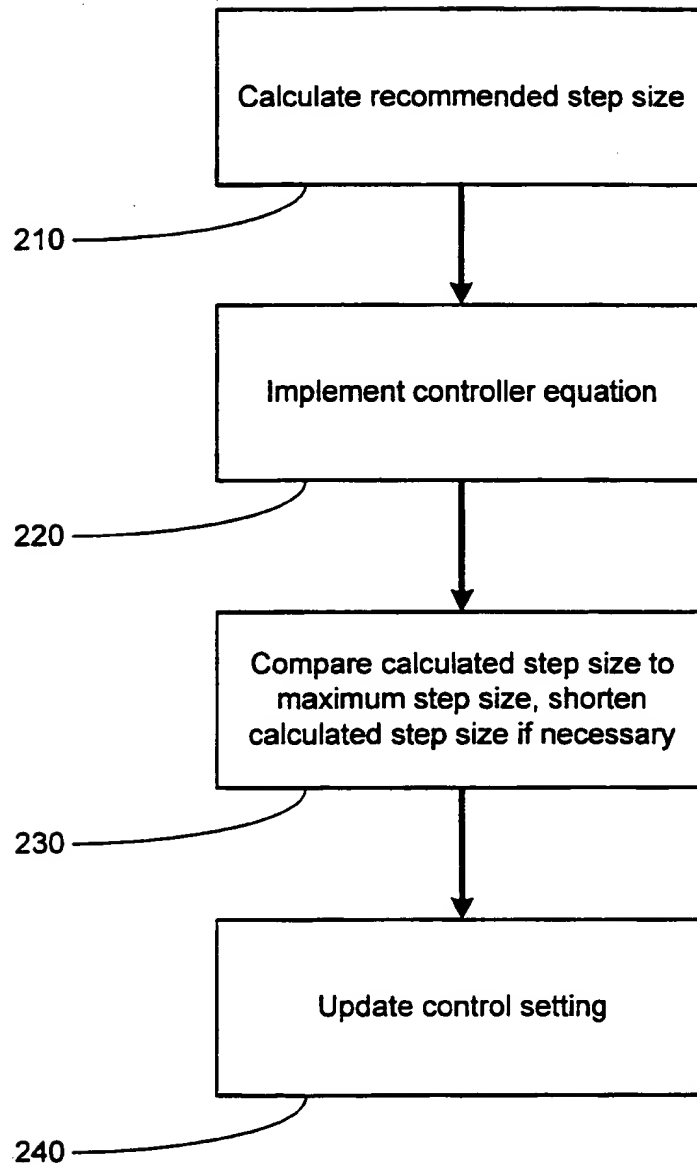 Calculate recommended step size
210
Implement controller equation
220
Compare calculated step size to
maximum step size, shorten
calculated step size if necessary
230
Update control setting
240